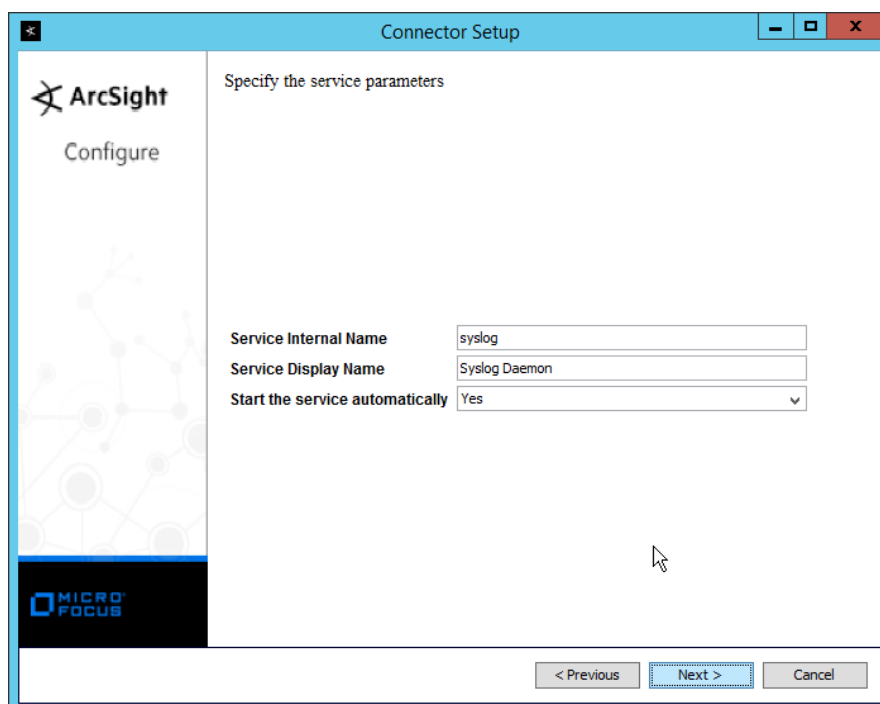 Connector Setup
ArcSight
Configure
Specify the service parameters
Service Internal Name syslog
Service Display Name Syslog Daemon
Start the service automatically Yes
MICRO
FOCUS
< Previous Next > Cancel